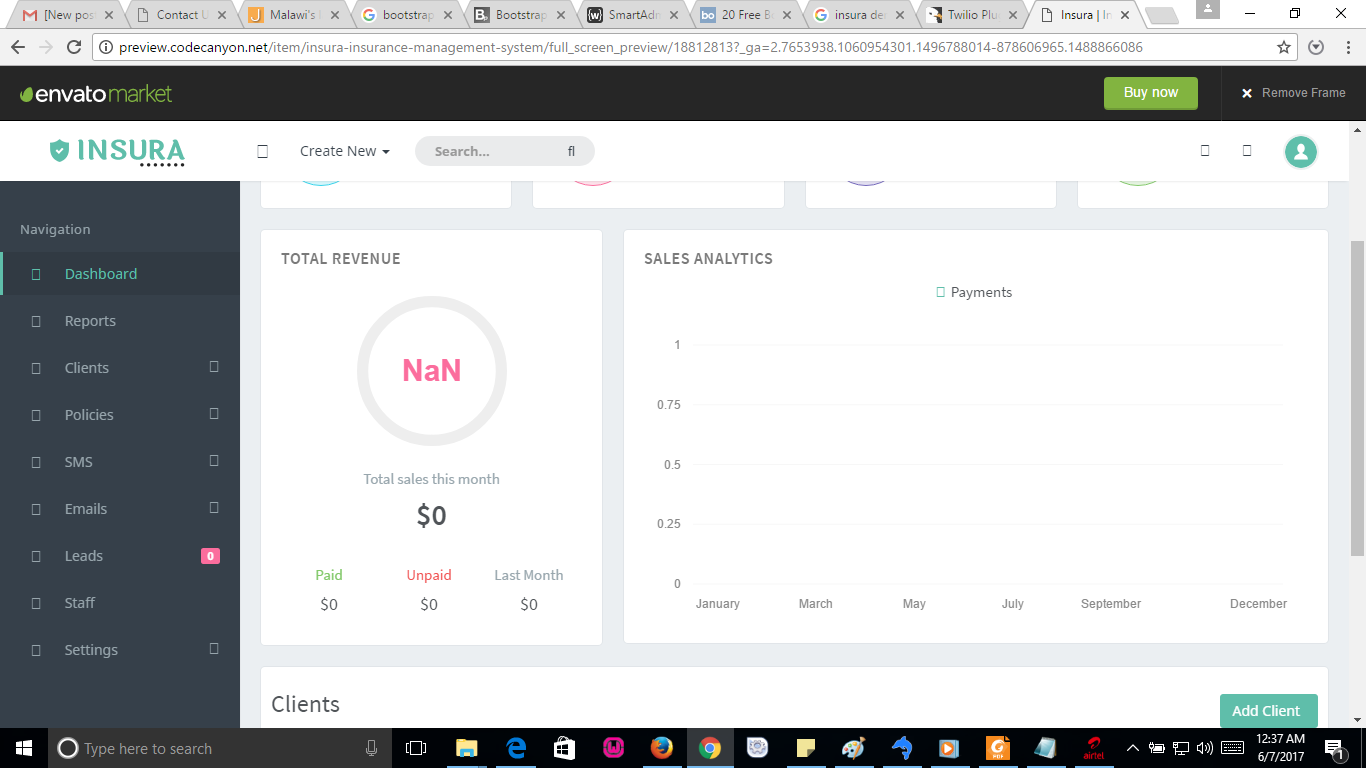 [New pos
Contact U
Malawi's
bootstrap
Bootstrap
SmartAdn
20 Free B
insura de
Twilio Plu
Insura | In
preview.codecanyon.net/item/insura-insurance-management-system/full_screen_preview/18812813?_ga=2.7653938.1060954301.1496788014-878606965.1488866086
envatomarket
Buy now
Remove Frame
INSURA
Create New
Search...
Navigation
Dashboard
Reports
Clients
Policies
SMS
Emails
Leads
0
Staff
Settings
TOTAL REVENUE
NaN
Total sales this month
$0
Paid
Unpaid
Last Month
$0
$0
$0
SALES ANALYTICS
Payments
1
0.75
0.5
0.25
0
January
March
May
July
September
December
Clients
Add Client
Type here to search
PDF
airtel
12:37 AM
6/7/2017
1